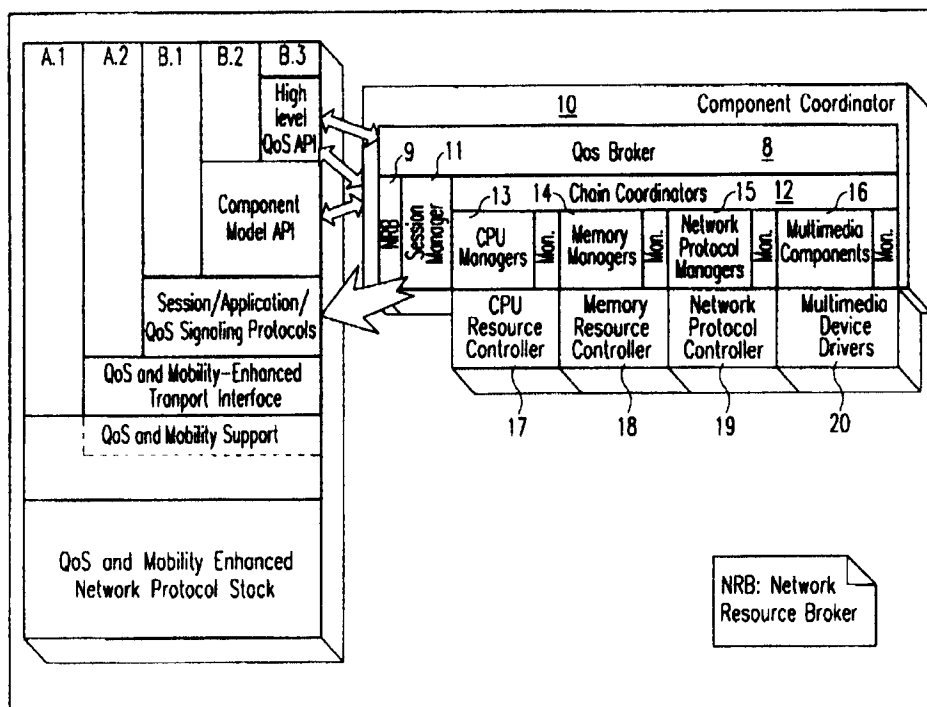 A.1
A.2
B.1
B.2
B.3
High
level
QoS API
Component
Model API
Session/Application/
QoS Signaling Protocols
QoS and Mobility-Enhanced
Tranport Interface
QoS and Mobility Support
QoS and Mobility Enhanced
Network Protocol Stock
10
Component Coordinator
9
11
Qos Broker
8
NRB
Session
Manager
Chain Coordinators
13
14
15
12
16
CPU
Managers
Mon.
Memory
Managers
Mon.
Network
Protocol
Managers
Mon.
Multimedia
Components
Mon.
CPU
Resource
Controller
Memory
Resource
Controller
Network
Protocol
Controller
Multimedia
Device
Drivers
17
18
19
20
NRB: Network
Resource Broker